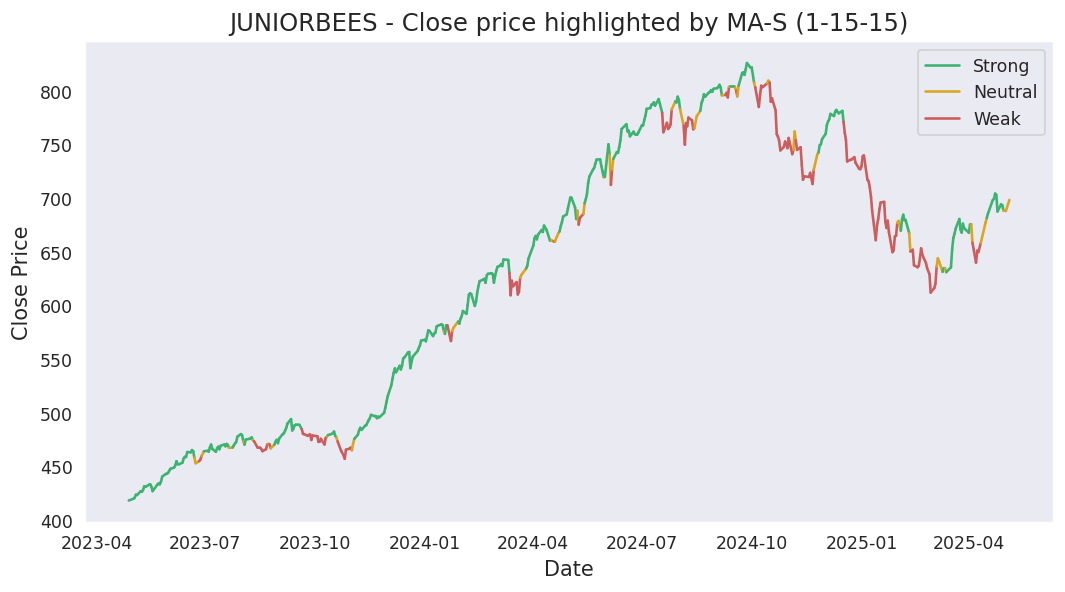 JUNIORBEES - Close price highlighted by MA-S (1-15-15)
Strong
Neutral
Weak
Close Price
800
750
700
650
600
550
500
450
400
2023-04 2023-07 2023-10 2024-01 2024-04 2024-07 2024-10 2025-01 2025-04
Date